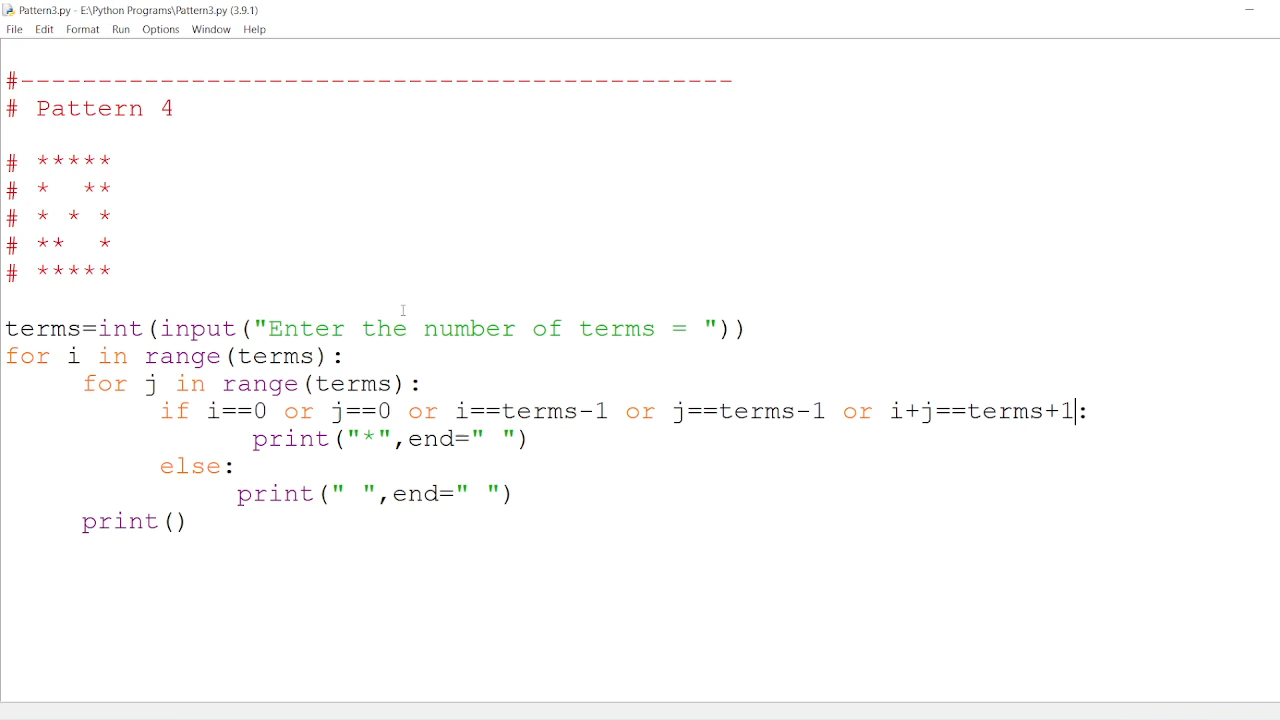 Pattern3.py - E:\Python Programs\Pattern3.py (3.9.1)
File Edit Format Run Options Window Help
#----------------------------------------------
# Pattern 4
# *****
# *  **
# * * *
# **  *
# *****
terms=int(input("Enter the number of terms = "))
for i in range(terms):
     for j in range(terms):
          if i==0 or j==0 or i==terms-1 or j==terms-1 or i+j==terms+1:
                print("*",end=" ")
          else:
               print(" ",end=" ")
     print()